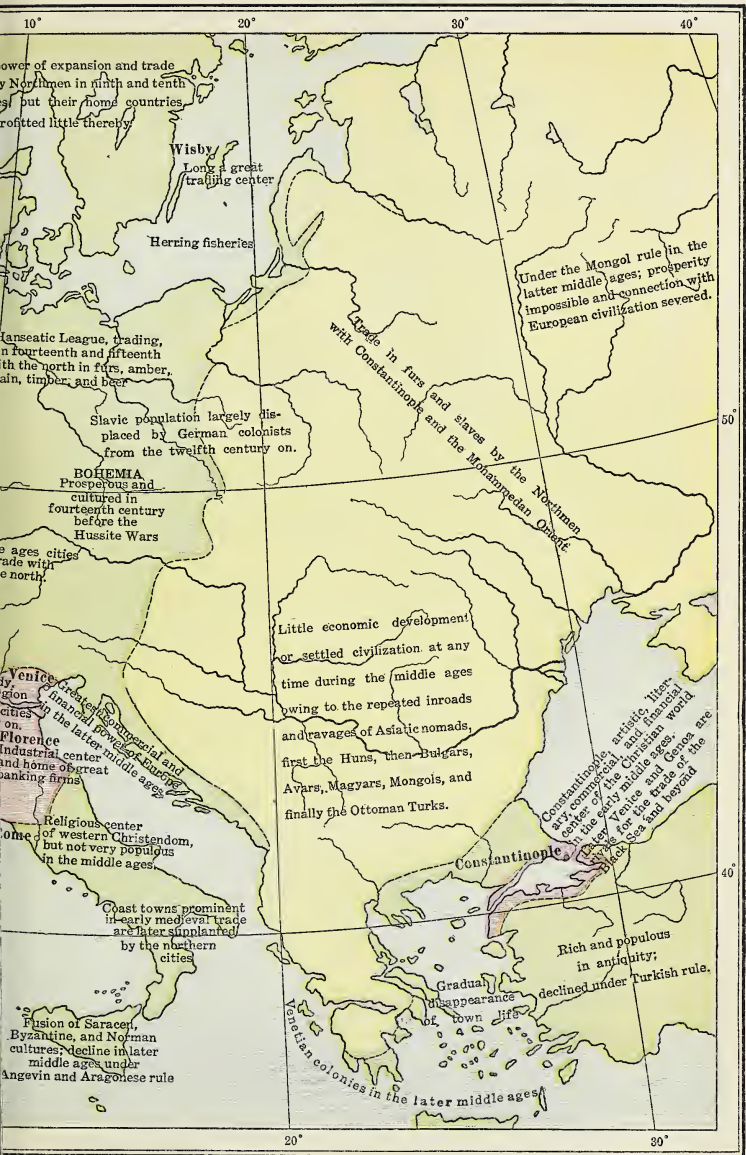 10°
20°
30°
40°
ower of expansion and trade
y Northmen in ninth and tenth
es, but their home countries
rofitted little thereby.
Wisby
Long a great
trading center
Herring fisheries
Under the Mongol rule in the
latter middle ages; prosperity
impossible and connection with
European civilization severed.
Hanseatic League, trading,
n fourteenth and fifteenth
ith the north in furs, amber,
ain, timber, and beer
Trade in furs and slaves by the Northmen
with Constantinople and the Mohammedan Orient.
50°
Slavic population largely dis-
placed by German colonists
from the twelfth century on.
BOHEMIA
Prosperous and
cultured in
fourteenth century
before the
Hussite Wars
e ages cities
rade with
e north.
Little economic development
or settled civilization at any
time during the middle ages
owing to the repeated inroads
and ravages of Asiatic nomads,
first the Huns, then Bulgars,
Avars, Magyars, Mongols, and
finally the Ottoman Turks.
Venice
Greatest commercial and
financial power of Europe
in the latter middle ages.
dy,
gion
cities
on.
Florence
Industrial center
and home of great
banking firms
Constantinople, artistic, liter-
ary, commercial and financial
center of the Christian world
in the early middle ages.
Later Venice and Genoa are
rivals for the trade of the
Black Sea and beyond
Rome
Religious center
of western Christendom,
but not very populous
in the middle ages.
Constantinople
40°
Coast towns prominent
in early medieval trade
are later supplanted
by the northern
cities
Rich and populous
in antiquity;
declined under Turkish rule.
Gradual
disappearance
of town life
Fusion of Saracen,
Byzantine, and Norman
cultures; decline in later
middle ages under
Angevin and Aragonese rule
Venetian colonies in the later middle ages
20°
30°